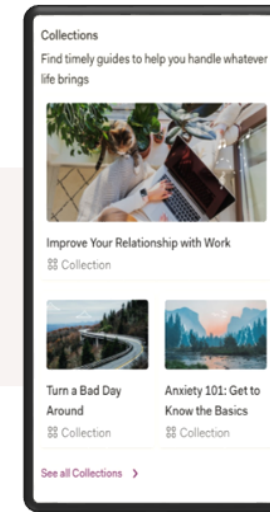 Collections
Find timely guides to help you handle whatever
life brings
Improve Your Relationship with Work
Collection
Turn a Bad Day
Around
Collection
Anxiety 101: Get to
Know the Basics
Collection
See all Collections